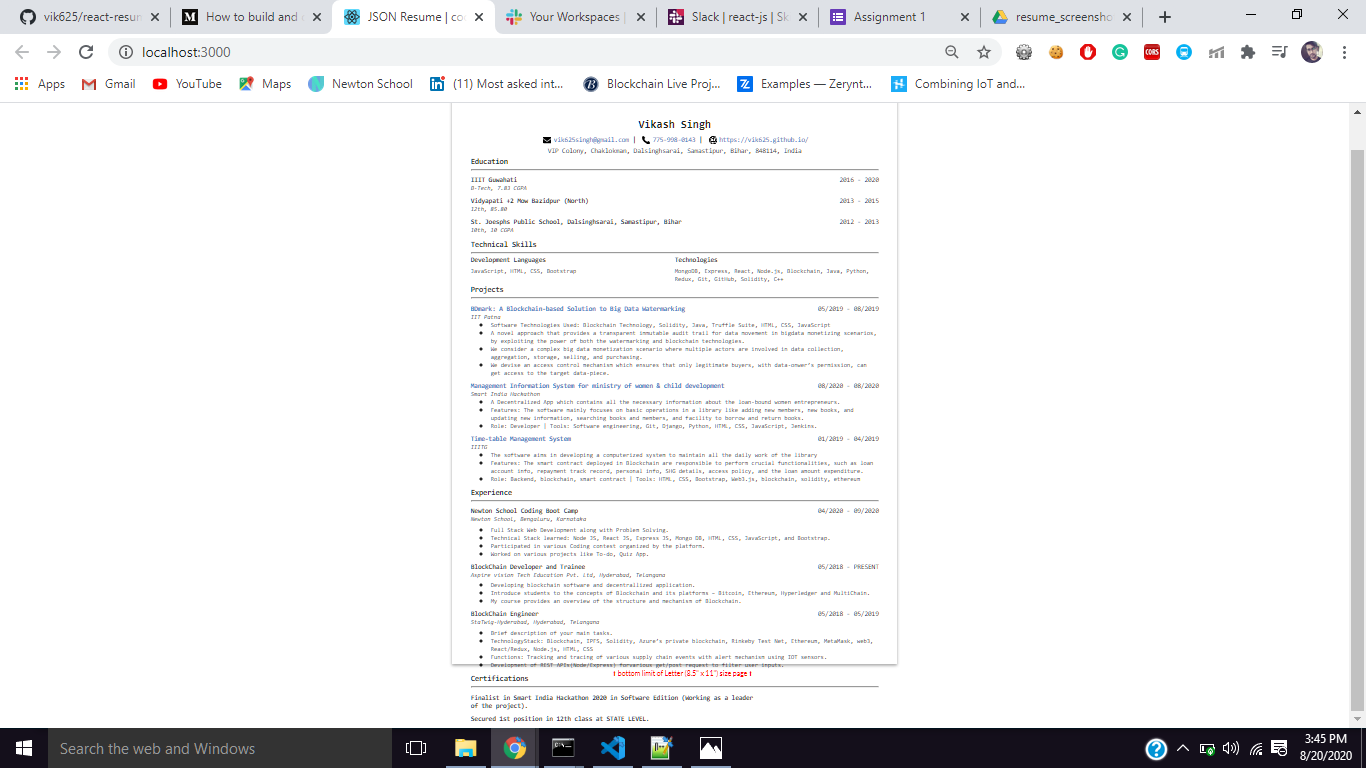 vik625/react-resun
How to build and
JSON Resume | co
Your Workspaces |
Slack | react-js | Sk
Assignment 1
resume_screensho
localhost:3000
Apps
Gmail
YouTube
Maps
Newton School
(11) Most asked int...
Blockchain Live Proj...
Examples — Zerynt...
Combining IoT and...
Vikash Singh
vik625singh@gmail.com | 775-998-0143 | https://vik625.github.io/
VIP Colony, Chaklokman, Dalsinghsarai, Samastipur, Bihar, 848114, India
Education
IIIT Guwahati 2016 - 2020
B-Tech, 7.03 CGPA
Vidyapati +2 Mow Bazidpur (North) 2013 - 2015
12th, 85.80
St. Joesphs Public School, Dalsinghsarai, Samastipur, Bihar 2012 - 2013
10th, 10 CGPA
Technical Skills
Development Languages Technologies
JavaScript, HTML, CSS, Bootstrap MongoDB, Express, React, Node.js, Blockchain, Java, Python,
Redux, Git, GitHub, Solidity, C++
Projects
BDmark: A Blockchain-based Solution to Big Data Watermarking 05/2019 - 08/2019
IIT Patna
● Software Technologies Used: Blockchain Technology, Solidity, Java, Truffle Suite, HTML, CSS, JavaScript
● A novel approach that provides a transparent immutable audit trail for data movement in bigdata monetizing scenarios,
by exploiting the power of both the watermarking and blockchain technologies.
● We consider a complex big data monetization scenario where multiple actors are involved in data collection,
aggregation, storage, selling, and purchasing.
● We devise an access control mechanism which ensures that only legitimate buyers, with data-owner's permission, can
get access to the target data-piece.
Management Information System for ministry of women & child development 08/2020 - 08/2020
Smart India Hackathon
● A Decentralized App which contains all the necessary information about the loan-bound women entrepreneurs.
● Features: The software mainly focuses on basic operations in a library like adding new members, new books, and
updating new information, searching books and members, and facility to borrow and return books.
● Role: Developer | Tools: Software engineering, Git, Django, Python, HTML, CSS, JavaScript, Jenkins.
Time-table Management System 01/2019 - 04/2019
IIITG
● The software aims in developing a computerized system to maintain all the daily work of the library
● Features: The smart contract deployed in Blockchain are responsible to perform crucial functionalities, such as loan
account info, repayment track record, personal info, SHG details, access policy, and the loan amount expenditure.
● Role: Backend, blockchain, smart contract | Tools: HTML, CSS, Bootstrap, Web3.js, blockchain, solidity, ethereum
Experience
Newton School Coding Boot Camp 04/2020 - 09/2020
Newton School, Bengaluru, Karnataka
● Full Stack Web Development along with Problem Solving.
● Technical Stack learned: Node JS, React JS, Express JS, Mongo DB, HTML, CSS, JavaScript, and Bootstrap.
● Participated in various Coding contest organized by the platform.
● Worked on various projects like To-do, Quiz App.
BlockChain Developer and Trainee 05/2018 - PRESENT
Aspire vision Tech Education Pvt. Ltd, Hyderabad, Telangana
● Developing blockchain software and decentrallized application.
● Introduce students to the concepts of Blockchain and its platforms – Bitcoin, Ethereum, Hyperledger and MultiChain.
● My course provides an overview of the structure and mechanism of Blockchain.
BlockChain Engineer 05/2018 - 05/2019
StaTwig-Hyderabad, Hyderabad, Telangana
● Brief description of your main tasks.
● TechnologyStack: Blockchain, IPFS, Solidity, Azure's private blockchain, Rinkeby Test Net, Ethereum, MetaMask, web3,
React/Redux, Node.js, HTML, CSS
● Functions: Tracking and tracing of various supply chain events with alert mechanism using IOT sensors.
● Development of REST APIs(Node/Express) forvarious get/post request to filter user inputs.
⬆ bottom limit of Letter (8.5" x 11") size page ⬆
Certifications
Finalist in Smart India Hackathon 2020 in Software Edition (Working as a leader
of the project).
Secured 1st position in 12th class at STATE LEVEL.
Search the web and Windows
3:45 PM
8/20/2020